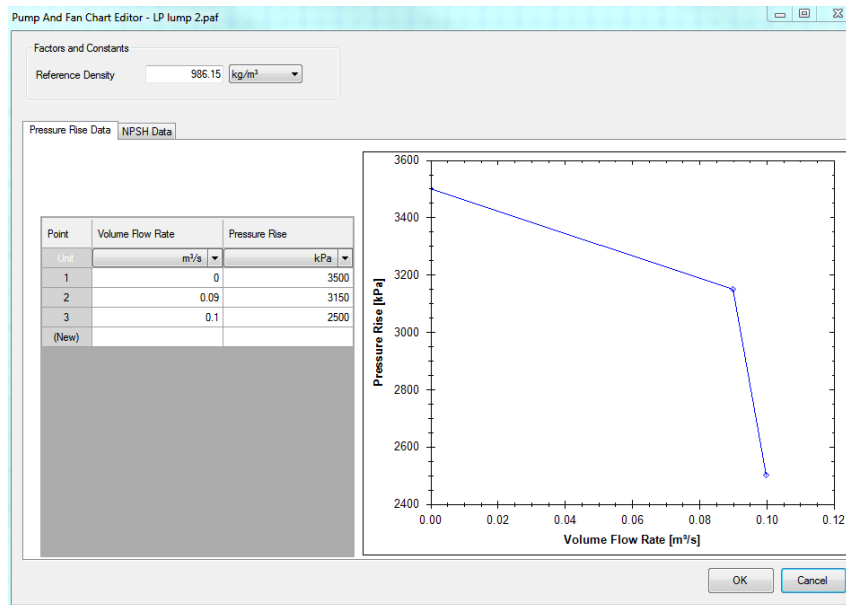 Pump And Fan Chart Editor - LP lump 2.paf
Factors and Constants
Reference Density 986.15 kg/m³
Pressure Rise Data NPSH Data
Point Volume Flow Rate Pressure Rise
Unit m³/s kPa
1 0 3500
2 0.09 3150
3 0.1 2500
(New)
3600
3400
3200
3000
2800
2600
2400
Pressure Rise [kPa]
0.00 0.02 0.04 0.06 0.08 0.10 0.12
Volume Flow Rate [m³/s]
OK Cancel